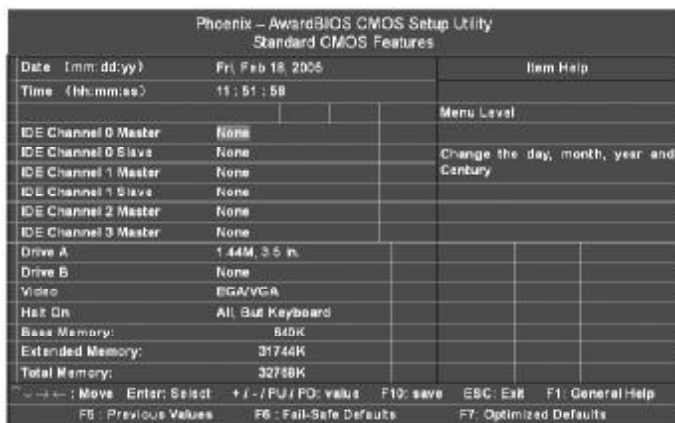 Phoenix – AwardBIOS CMOS Setup Utility
Standard CMOS Features
Date (mm:dd:yy) Fri, Feb 18, 2005 Item Help
Time (hh:mm:ss) 11 : 51 : 58
Menu Level
IDE Channel 0 Master None
IDE Channel 0 Slave None Change the day, month, year and
IDE Channel 1 Master None Century
IDE Channel 1 Slave None
IDE Channel 2 Master None
IDE Channel 3 Master None
Drive A 1.44M, 3.5 in.
Drive B None
Video EGA/VGA
Halt On All, But Keyboard
Base Memory: 640K
Extended Memory: 31744K
Total Memory: 32768K
↑↓→← : Move Enter: Select + / - / PU / PD: value F10: save ESC: Exit F1: General Help
F5 : Previous Values F6 : Fail-Safe Defaults F7: Optimized Defaults